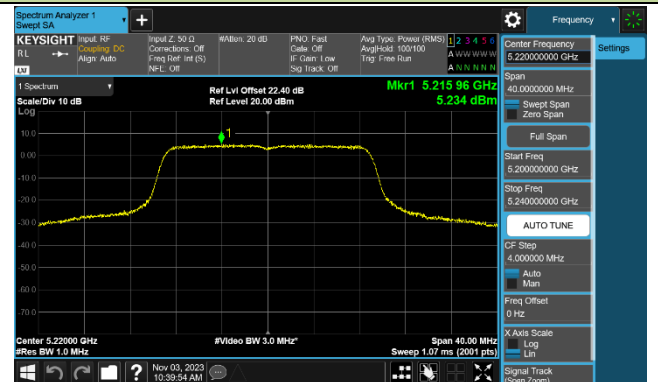 Spectrum Analyzer 1
Swept SA
Frequency
KEYSIGHT
RL
Input: RF
Coupling: DC
Align: Auto
Input Z: 50 Ω
Corrections: Off
Freq Ref: Int (S)
NFE: Off
#Atten: 20 dB
PNO: Fast
Gate: Off
IF Gain: Low
Sig Track: Off
Avg Type: Power (RMS)
Avg|Hold: 100/100
Trig: Free Run
1 2 3 4 5 6
A W W W W W
A N N N N N
LXI
1 Spectrum
Scale/Div 10 dB
Log
Ref Lvl Offset 22.40 dB
Ref Level 20.00 dBm
Mkr1 5.215 96 GHz
5.234 dBm
1
10.0
0.00
-10.0
-20.0
-30.0
-40.0
-50.0
-60.0
-70.0
Center 5.22000 GHz
#Res BW 1.0 MHz
#Video BW 3.0 MHz*
Span 40.00 MHz
Sweep 1.07 ms (2001 pts)
Nov 03, 2023
10:39:54 AM
Center Frequency
5.220000000 GHz
Settings
Span
40.0000000 MHz
Swept Span
Zero Span
Full Span
Start Freq
5.200000000 GHz
Stop Freq
5.240000000 GHz
AUTO TUNE
CF Step
4.000000 MHz
Auto
Man
Freq Offset
0 Hz
X Axis Scale
Log
Lin
Signal Track
(Span Zoom)